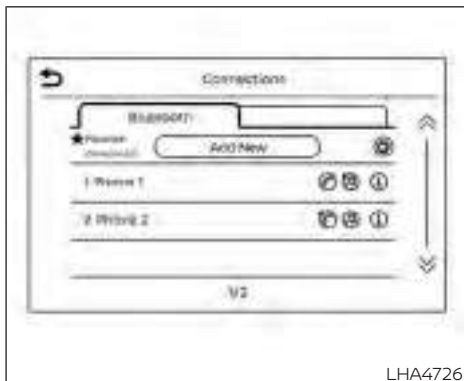 Connections
Bluetooth
Add New
1 Phone 1
2 Phone 2
1/2
LHA4726